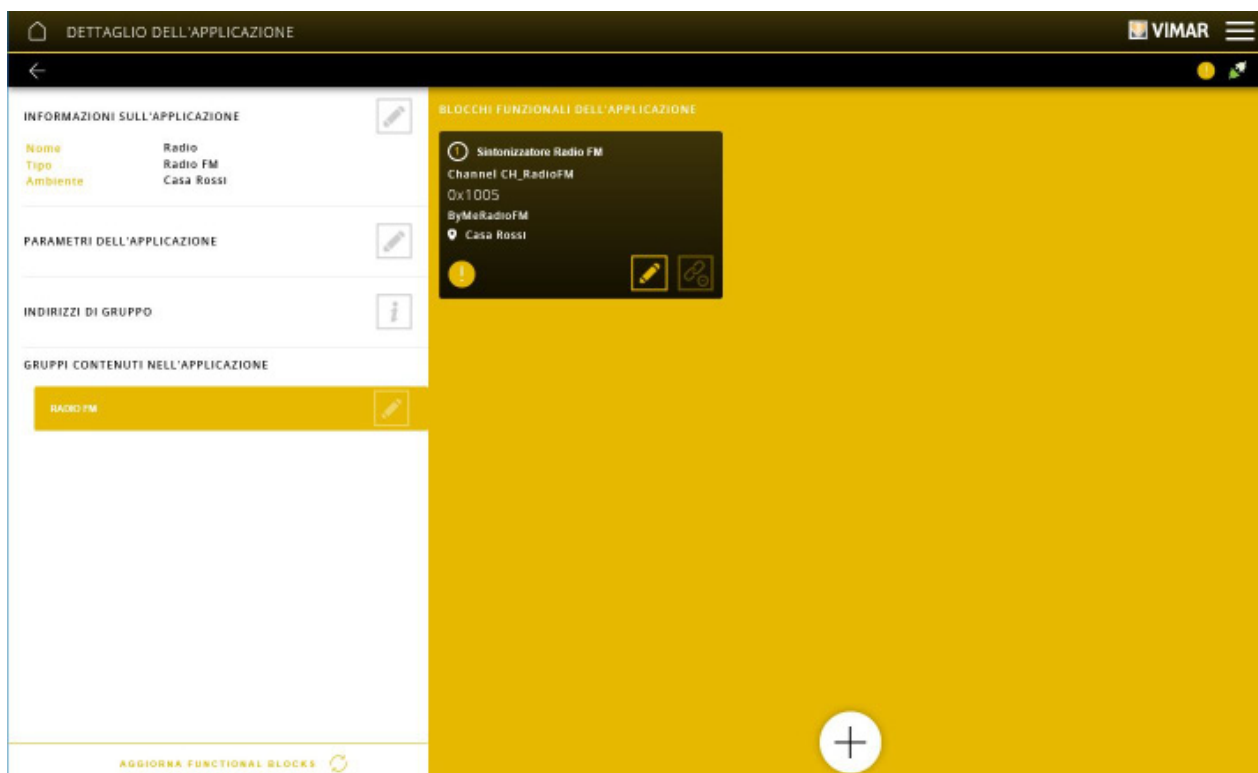 DETTAGLIO DELL'APPLICAZIONE
VIMAR
INFORMAZIONI SULL'APPLICAZIONE
Nome Radio
Tipo Radio FM
Ambiente Casa Rossi
PARAMETRI DELL'APPLICAZIONE
INDIRIZZI DI GRUPPO
GRUPPI CONTENUTI NELL'APPLICAZIONE
RADIO FM
AGGIORNA FUNCTIONAL BLOCKS
BLOCCHI FUNZIONALI DELL'APPLICAZIONE
1 Sintonizzatore Radio FM
Channel CH_RadioFM
0x1005
ByMeRadioFM
Casa Rossi